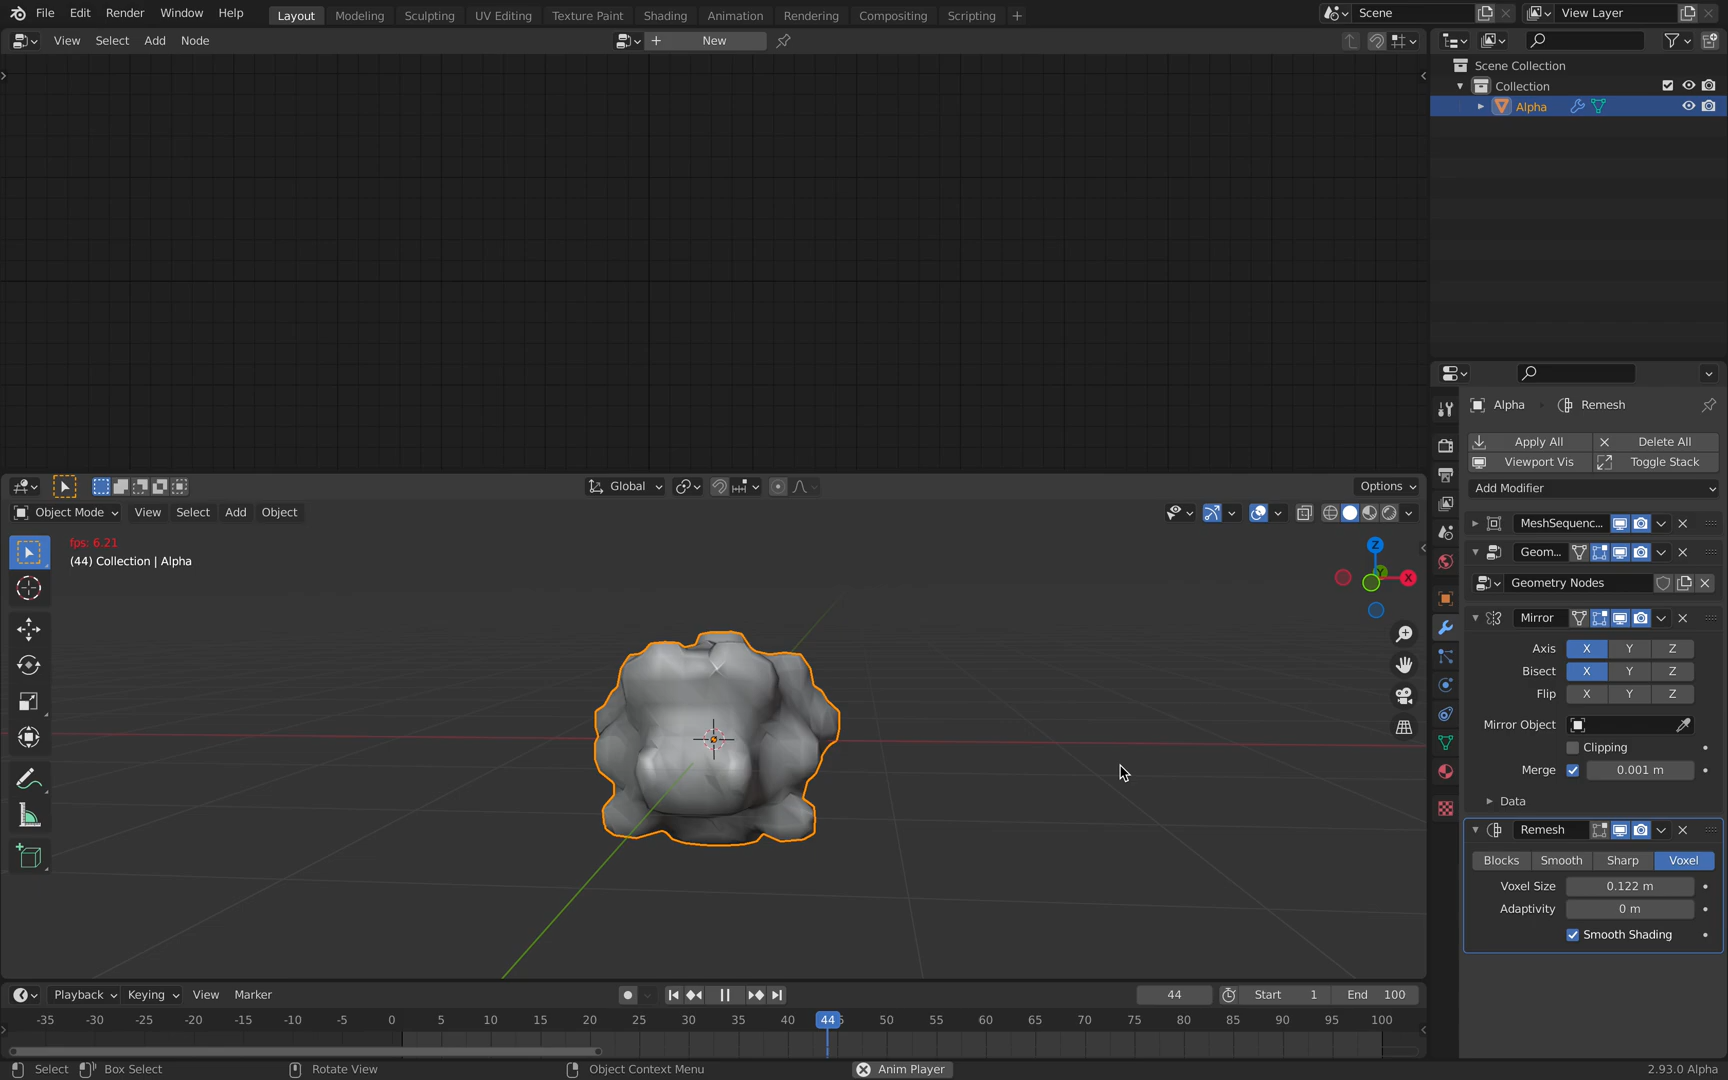 File Edit Render Window Help Layout Modeling Sculpting UV Editing Texture Paint Shading Animation Rendering Compositing Scripting + Scene View Layer
View Select Add Node + New
Scene Collection
Collection
Alpha
Alpha Remesh
Apply All Delete All
Viewport Vis Toggle Stack
Add Modifier
MeshSequenc...
Geom...
Geometry Nodes
Mirror
Axis X Y Z
Bisect X Y Z
Flip X Y Z
Mirror Object
Clipping
Merge 0.001 m
Data
Remesh
Blocks Smooth Sharp Voxel
Voxel Size 0.122 m
Adaptivity 0 m
Smooth Shading
Global Options
Object Mode View Select Add Object
fps: 6.21
(44) Collection | Alpha
Z
Y
X
Playback Keying View Marker 44 Start 1 End 100
-35 -30 -25 -20 -15 -10 -5 0 5 10 15 20 25 30 35 40 44 50 55 60 65 70 75 80 85 90 95 100
Select Box Select Rotate View Object Context Menu Anim Player 2.93.0 Alpha